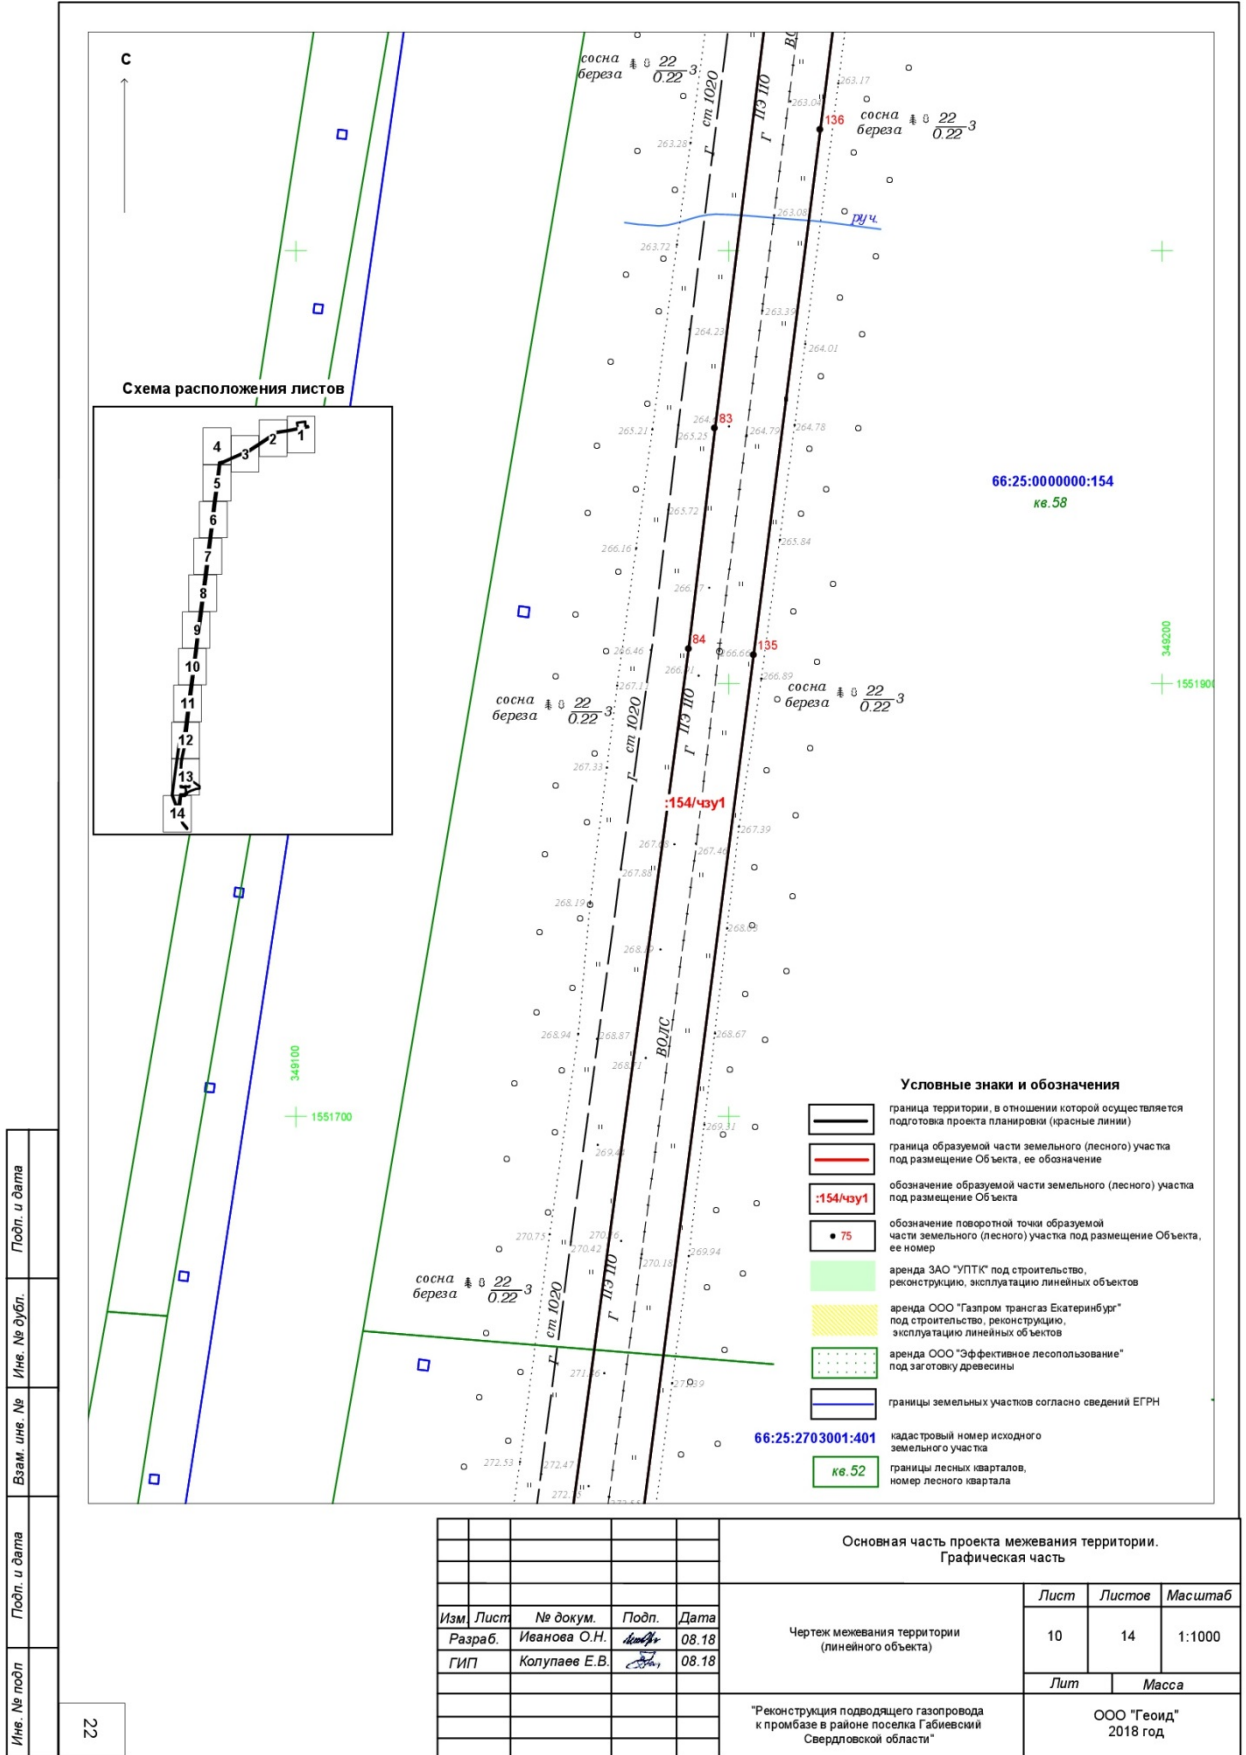 С
сосна 22
береза 0.22 3
ст 1020
Г
ПЭ 110
Г
263.17
263.04
136
сосна 22
береза 0.22 3
263.28
263.08
руч.
263.72
263.39
264.23
264.01
Схема расположения листов
1
2
3
4
5
6
7
8
9
10
11
12
13
14
83
265.21
265.25
264.79
264.78
66:25:0000000:154
кв.58
265.72
266.16
265.84
84
135
266.46
266.66
267.11
266.89
349200
1551900
сосна 22
береза 0.22 3
сосна 22
береза 0.22 3
ст 1020
Г
ПЭ 110
Г
267.33
:154/чзу1
267.39
267.46
267.88
268.19
268.94
268.87
ВОЛС
268.67
349100
1551700
269.31
270.75
270.42
270.18
269.94
сосна 22
береза 0.22 3
ст 1020
Г
ПЭ 110
Г
272.53
272.47
Условные знаки и обозначения
граница территории, в отношении которой осуществляется
подготовка проекта планировки (красные линии)
граница образуемой части земельного (лесного) участка
под размещение Объекта, ее обозначение
:154/чзу1
обозначение образуемой части земельного (лесного) участка
под размещение Объекта
75
обозначение поворотной точки образуемой
части земельного (лесного) участка под размещение Объекта,
ее номер
аренда ЗАО "УПТК" под строительство,
реконструкцию, эксплуатацию линейных объектов
аренда ООО "Газпром трансгаз Екатеринбург"
под строительство, реконструкцию,
эксплуатацию линейных объектов
аренда ООО "Эффективное лесопользование"
под заготовку древесины
границы земельных участков согласно сведений ЕГРН
66:25:2703001:401 кадастровый номер исходного
земельного участка
кв.52
границы лесных кварталов,
номер лесного квартала
Подп. и дата
Инв. № дубл.
Взам. инв. №
Подп. и дата
Инв. № подп
22
Основная часть проекта межевания территории.
Графическая часть
Изм. Лист № докум. Подп. Дата
Разраб. Иванова О.Н. 08.18
ГИП Колупаев Е.В. 08.18
Чертеж межевания территории
(линейного объекта)
Лист Листов Масштаб
10 14 1:1000
Лит Масса
"Реконструкция подводящего газопровода
к промбазе в районе поселка Габиевский
Свердловской области"
ООО "Геоид"
2018 год